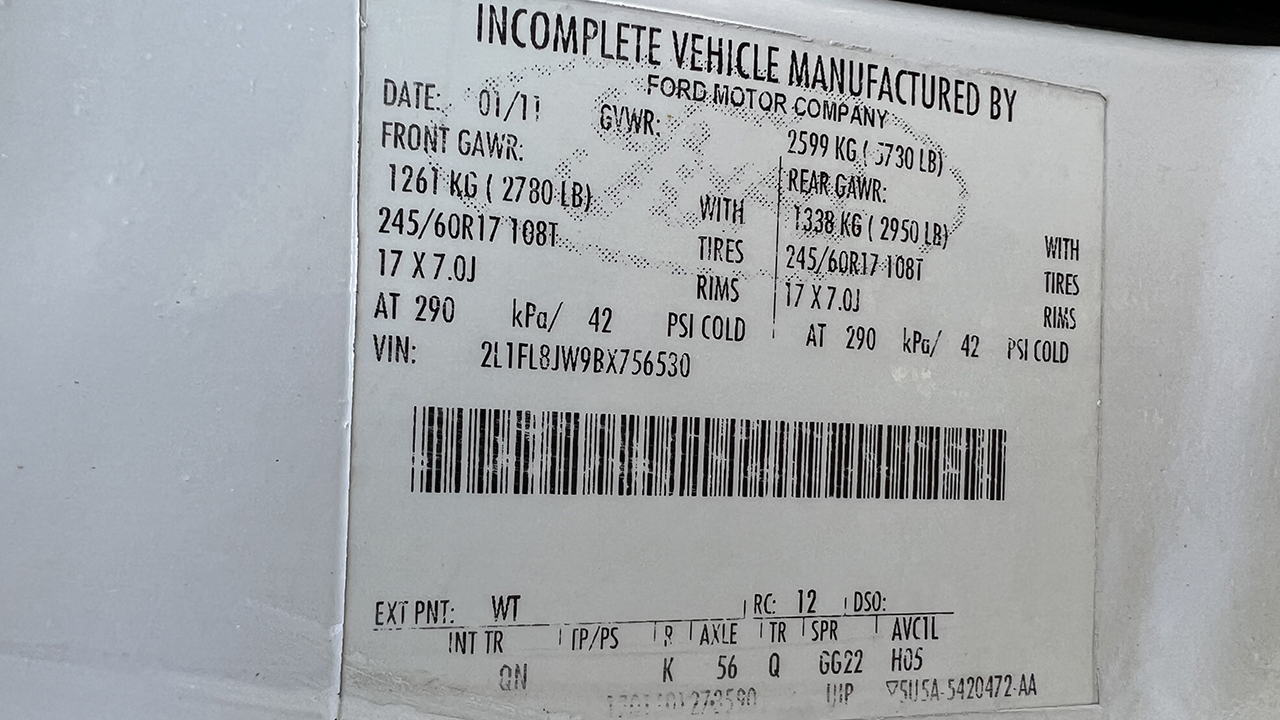 INCOMPLETE VEHICLE MANUFACTURED BY
FORD MOTOR COMPANY
DATE: 01/11 GVWR: 2599 KG ( 5730 LB)
FRONT GAWR: REAR GAWR:
1261 KG ( 2780 LB) WITH 1338 KG ( 2950 LB) WITH
245/60R17 108T TIRES 245/60R17 108T TIRES
17 X 7.0J RIMS 17 X 7.0J RIMS
AT 290 kPa/ 42 PSI COLD AT 290 kPa/ 42 PSI COLD
VIN: 2L1FL8JW9BX756530
EXT PNT: WT RC: 12 DSO:
INT TR TP/PS R AXLE TR SPR AVC1L
QN K 56 Q GG22 H05
UIP ▽5U5A-5420472-AA